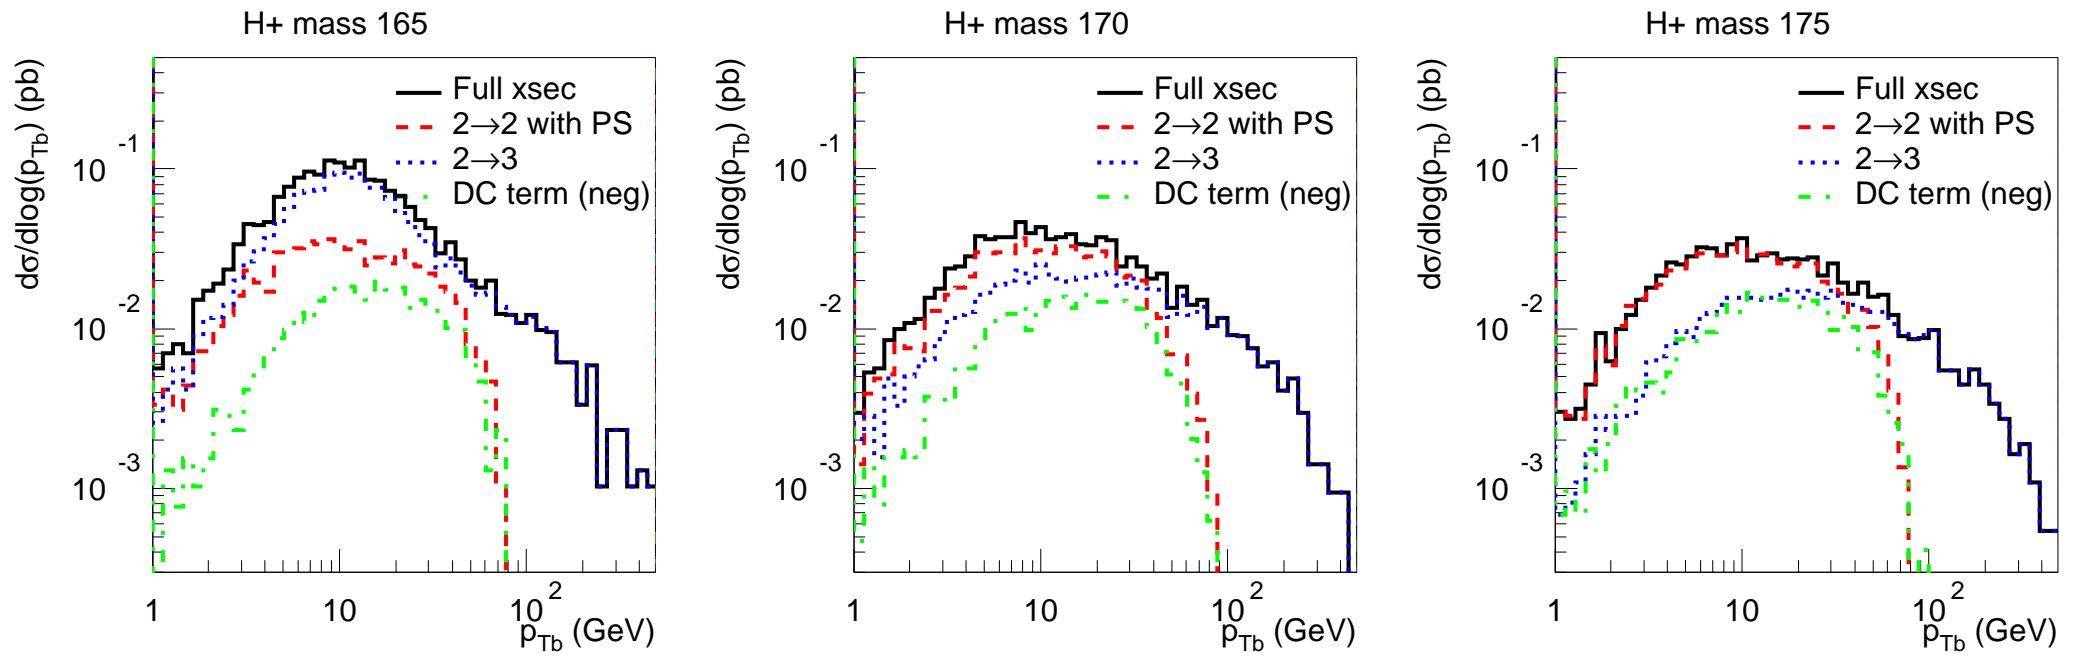 H+ mass 165
dσ/dlog(pTb) (pb)
Full xsec
2→2 with PS
2→3
DC term (neg)
10-1
10-2
10-3
1
10
102
pTb (GeV)
H+ mass 170
dσ/dlog(pTb) (pb)
Full xsec
2→2 with PS
2→3
DC term (neg)
10-1
10-2
10-3
1
10
102
pTb (GeV)
H+ mass 175
dσ/dlog(pTb) (pb)
Full xsec
2→2 with PS
2→3
DC term (neg)
10-1
10-2
10-3
1
10
102
pTb (GeV)